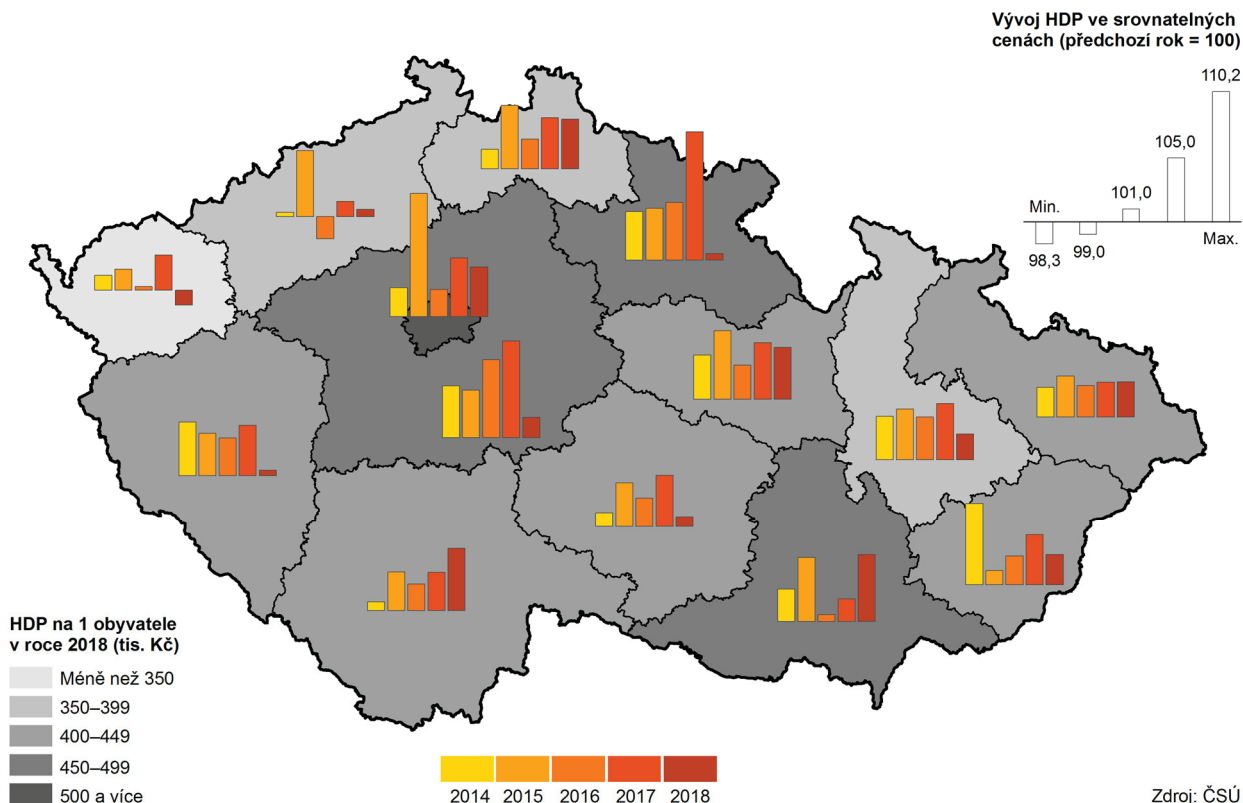 Vývoj HDP ve srovnatelných
cenách (předchozí rok = 100)
110,2
105,0
101,0
Min.
98,3
99,0
Max.
HDP na 1 obyvatele
v roce 2018 (tis. Kč)
Méně než 350
350–399
400–449
450–499
500 a více
2014 2015 2016 2017 2018
Zdroj: ČSÚ